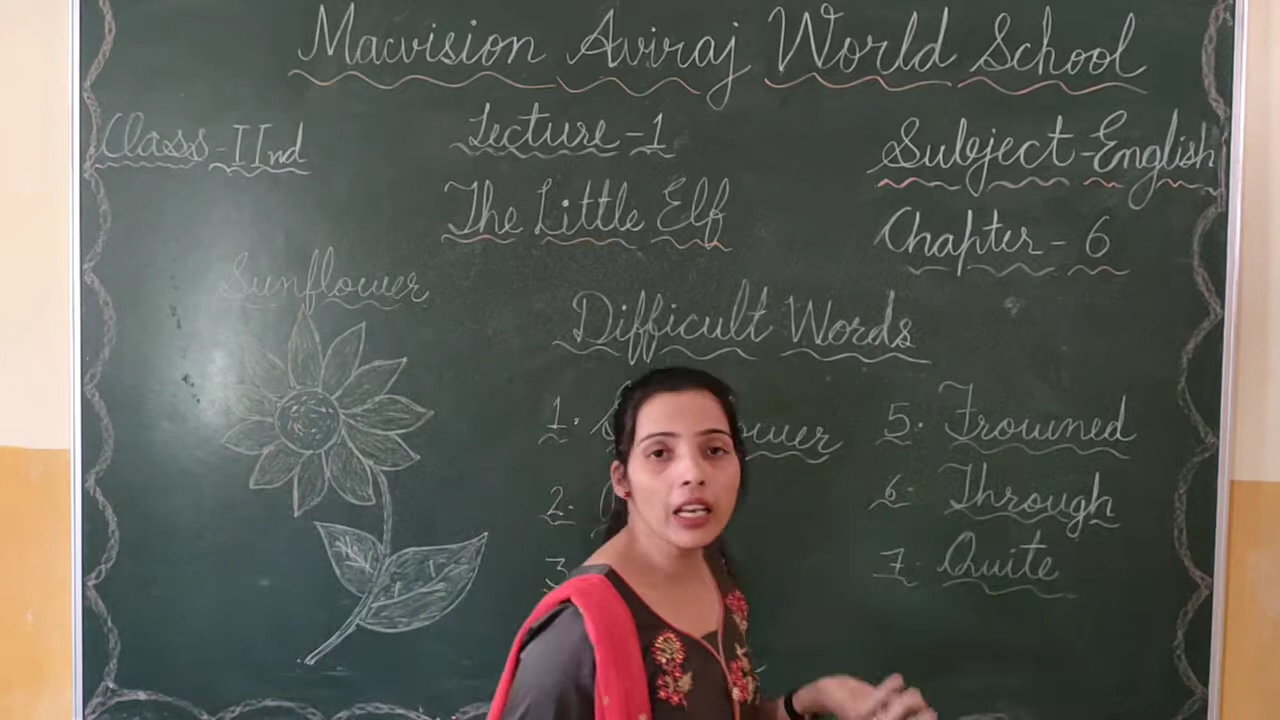 Macvision Aviraj World School
Class-IInd
Lecture-1
Subject-English
The Little Elf
Chapter-6
Sunflower
Difficult Words
1.
2.
3
5. Frowned
6. Through
7. Quite